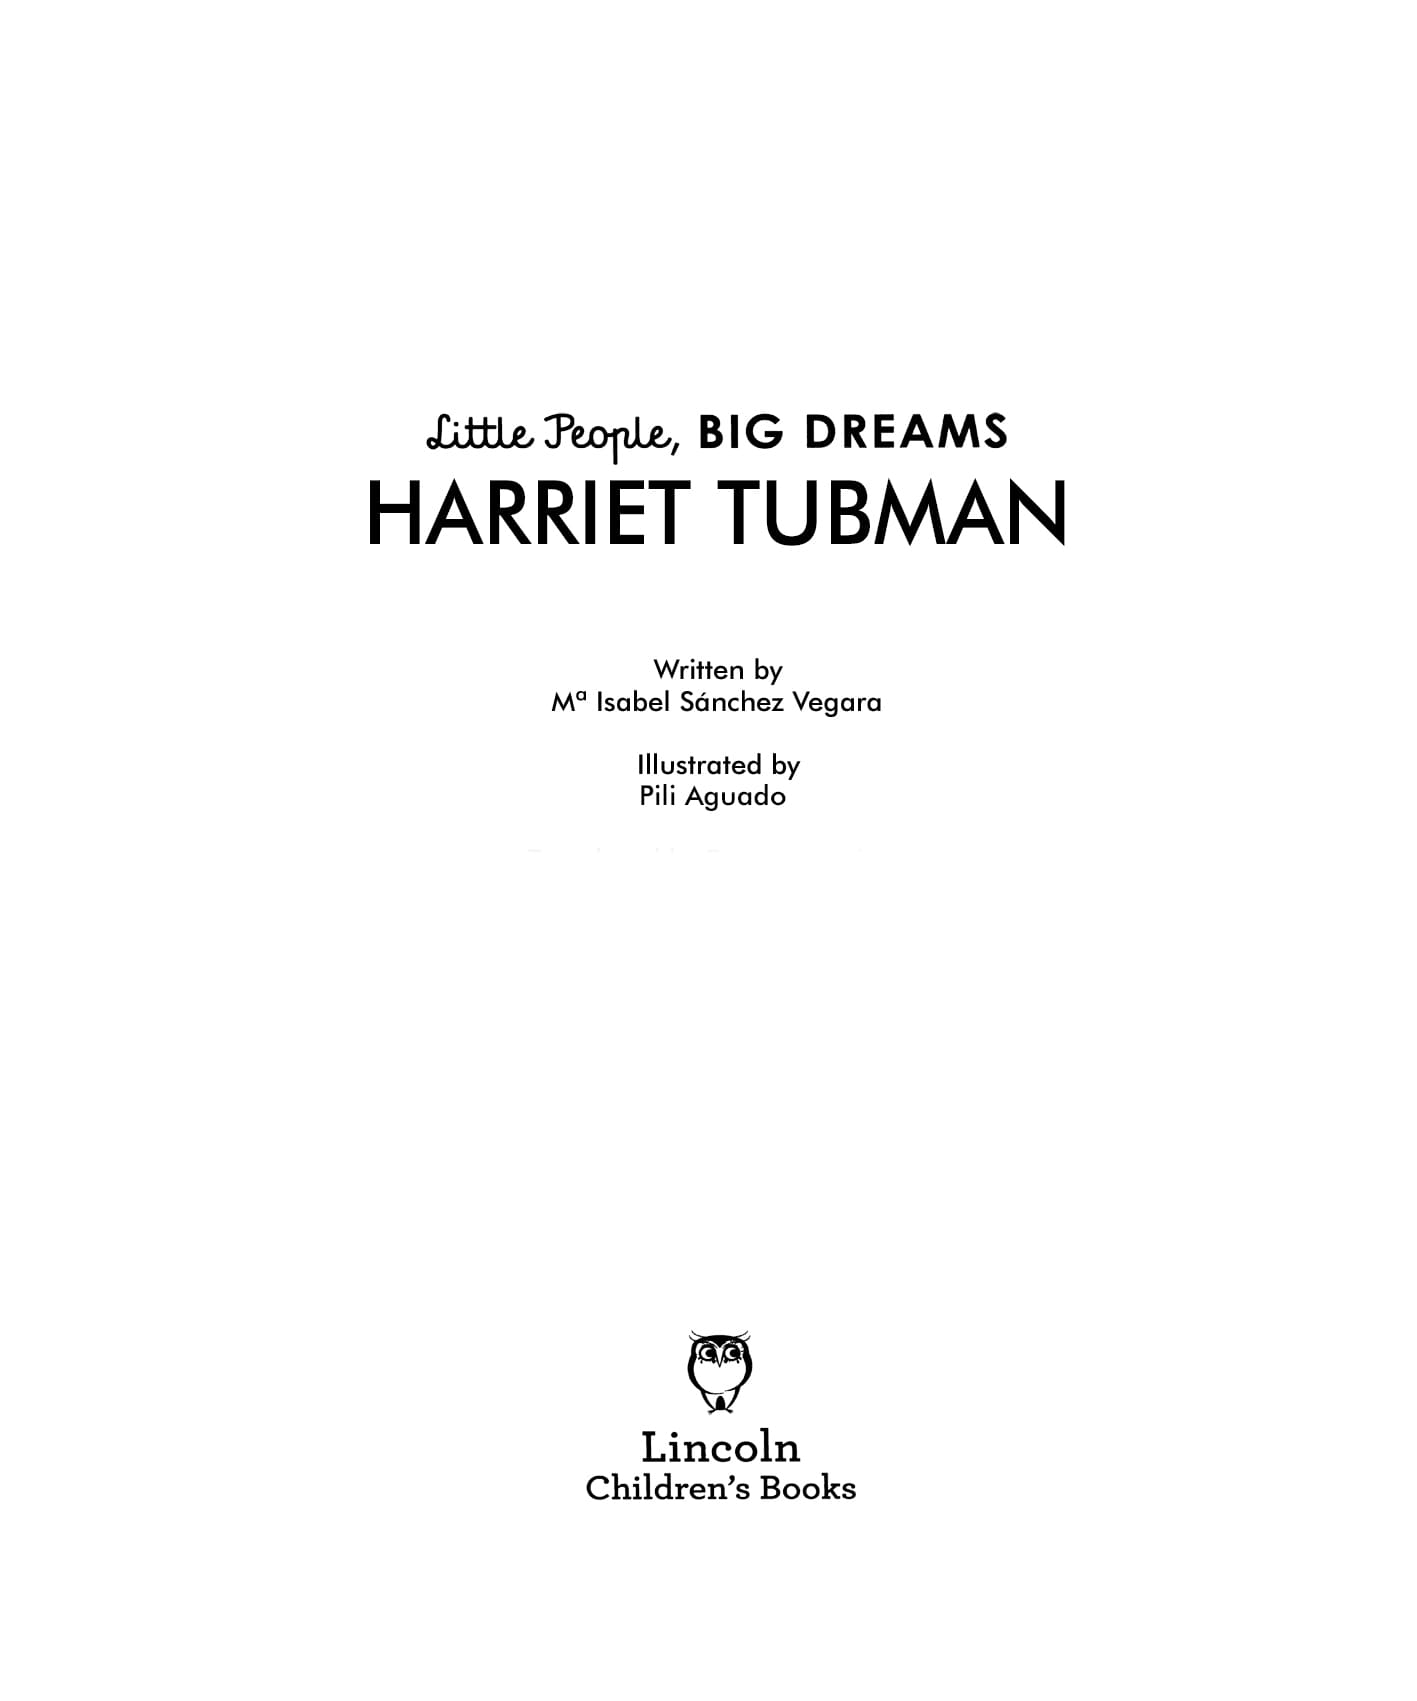 Little People, BIG DREAMS
HARRIET TUBMAN
Written by
Mª Isabel Sánchez Vegara
Illustrated by
Pili Aguado
Lincoln
Children's Books